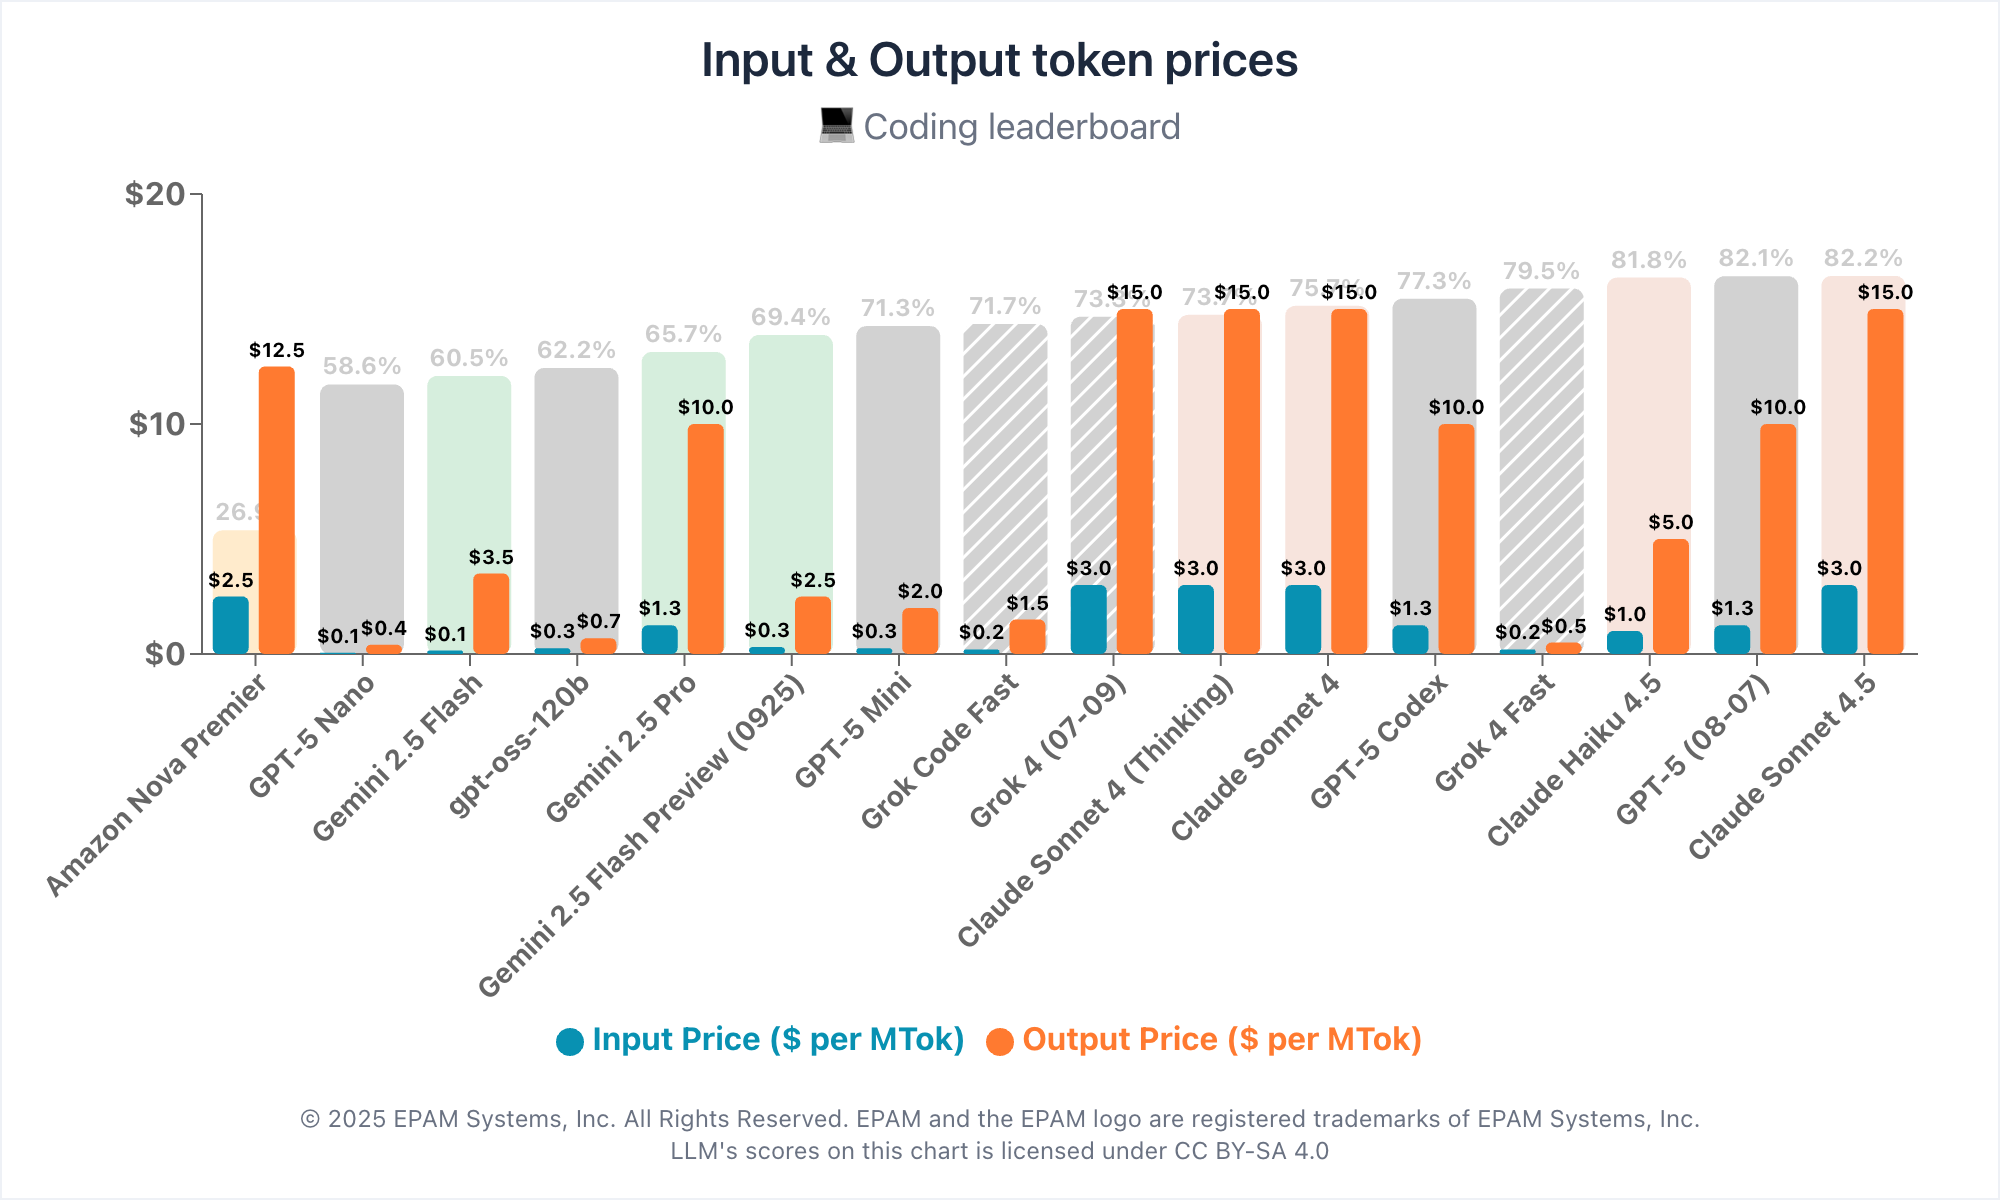 Input & Output token prices
💻 Coding leaderboard
$20
$10
$0
58.6%
60.5%
62.2%
65.7%
69.4%
71.3%
71.7%
77.3%
79.5%
81.8%
82.1%
82.2%
$2.5
$12.5
$0.1
$0.4
$0.1
$3.5
$0.3
$0.7
$1.3
$10.0
$0.3
$2.5
$0.3
$2.0
$0.2
$1.5
$3.0
$15.0
$3.0
$15.0
$3.0
$15.0
$1.3
$10.0
$0.2
$0.5
$1.0
$5.0
$1.3
$10.0
$3.0
$15.0
Amazon Nova Premier
GPT-5 Nano
Gemini 2.5 Flash
gpt-oss-120b
Gemini 2.5 Pro
Gemini 2.5 Flash Preview (0925)
GPT-5 Mini
Grok Code Fast
Grok 4 (07-09)
Claude Sonnet 4 (Thinking)
Claude Sonnet 4
GPT-5 Codex
Grok 4 Fast
Claude Haiku 4.5
GPT-5 (08-07)
Claude Sonnet 4.5
Input Price ($ per MTok)
Output Price ($ per MTok)
© 2025 EPAM Systems, Inc. All Rights Reserved. EPAM and the EPAM logo are registered trademarks of EPAM Systems, Inc.
LLM's scores on this chart is licensed under CC BY-SA 4.0